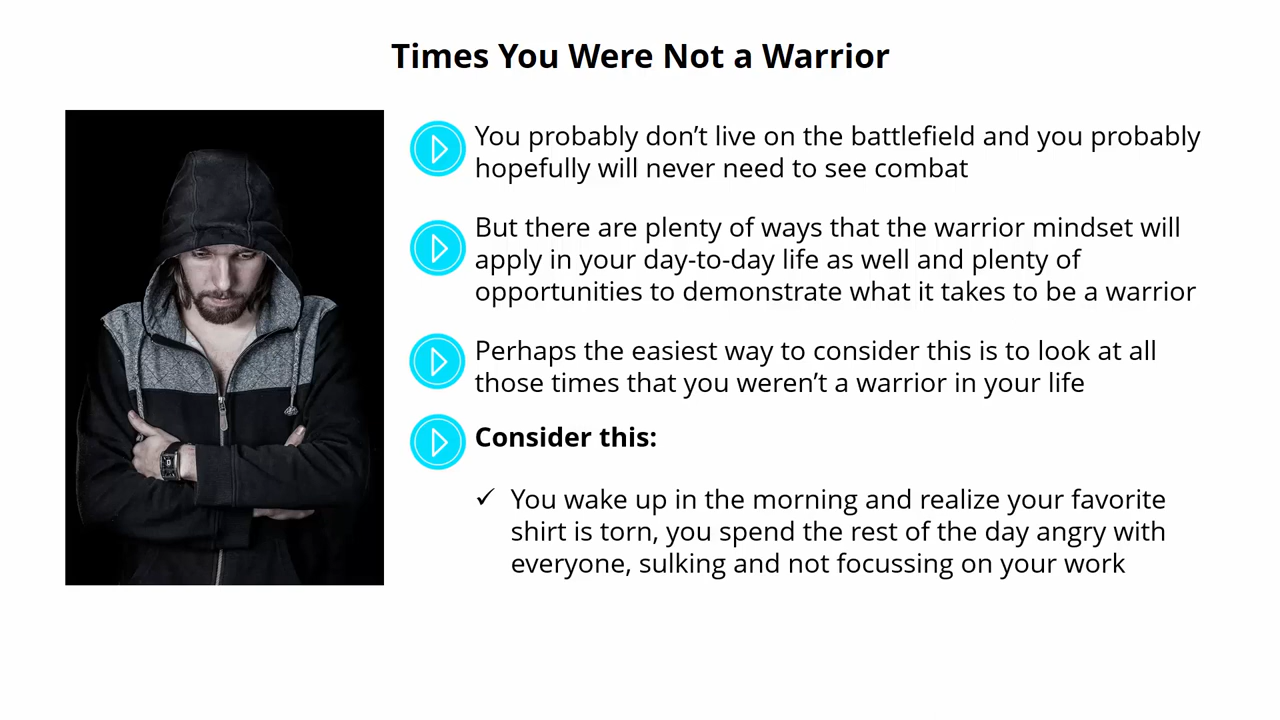 Times You Were Not a Warrior
You probably don’t live on the battlefield and you probably
hopefully will never need to see combat
But there are plenty of ways that the warrior mindset will
apply in your day-to-day life as well and plenty of
opportunities to demonstrate what it takes to be a warrior
Perhaps the easiest way to consider this is to look at all
those times that you weren’t a warrior in your life
Consider this:
✓ You wake up in the morning and realize your favorite
shirt is torn, you spend the rest of the day angry with
everyone, sulking and not focussing on your work